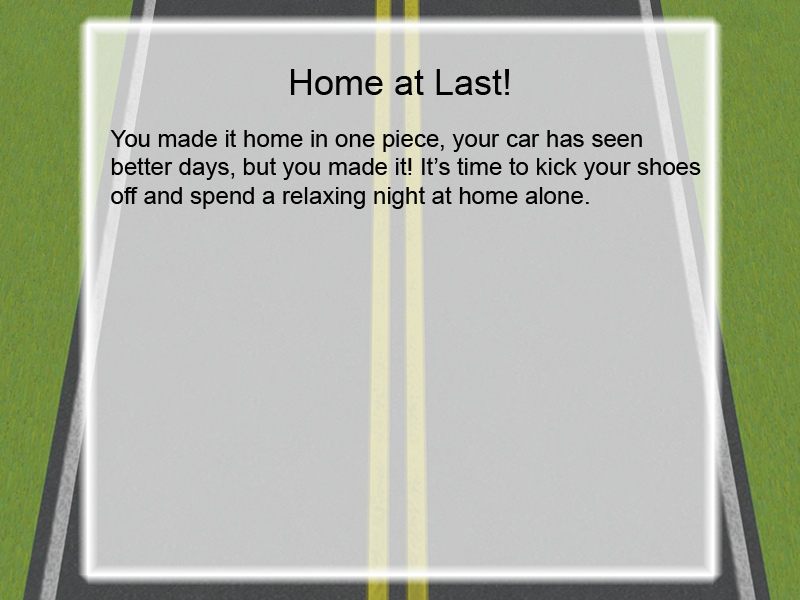 Home at Last!
You made it home in one piece, your car has seen
better days, but you made it! It’s time to kick your shoes
off and spend a relaxing night at home alone.